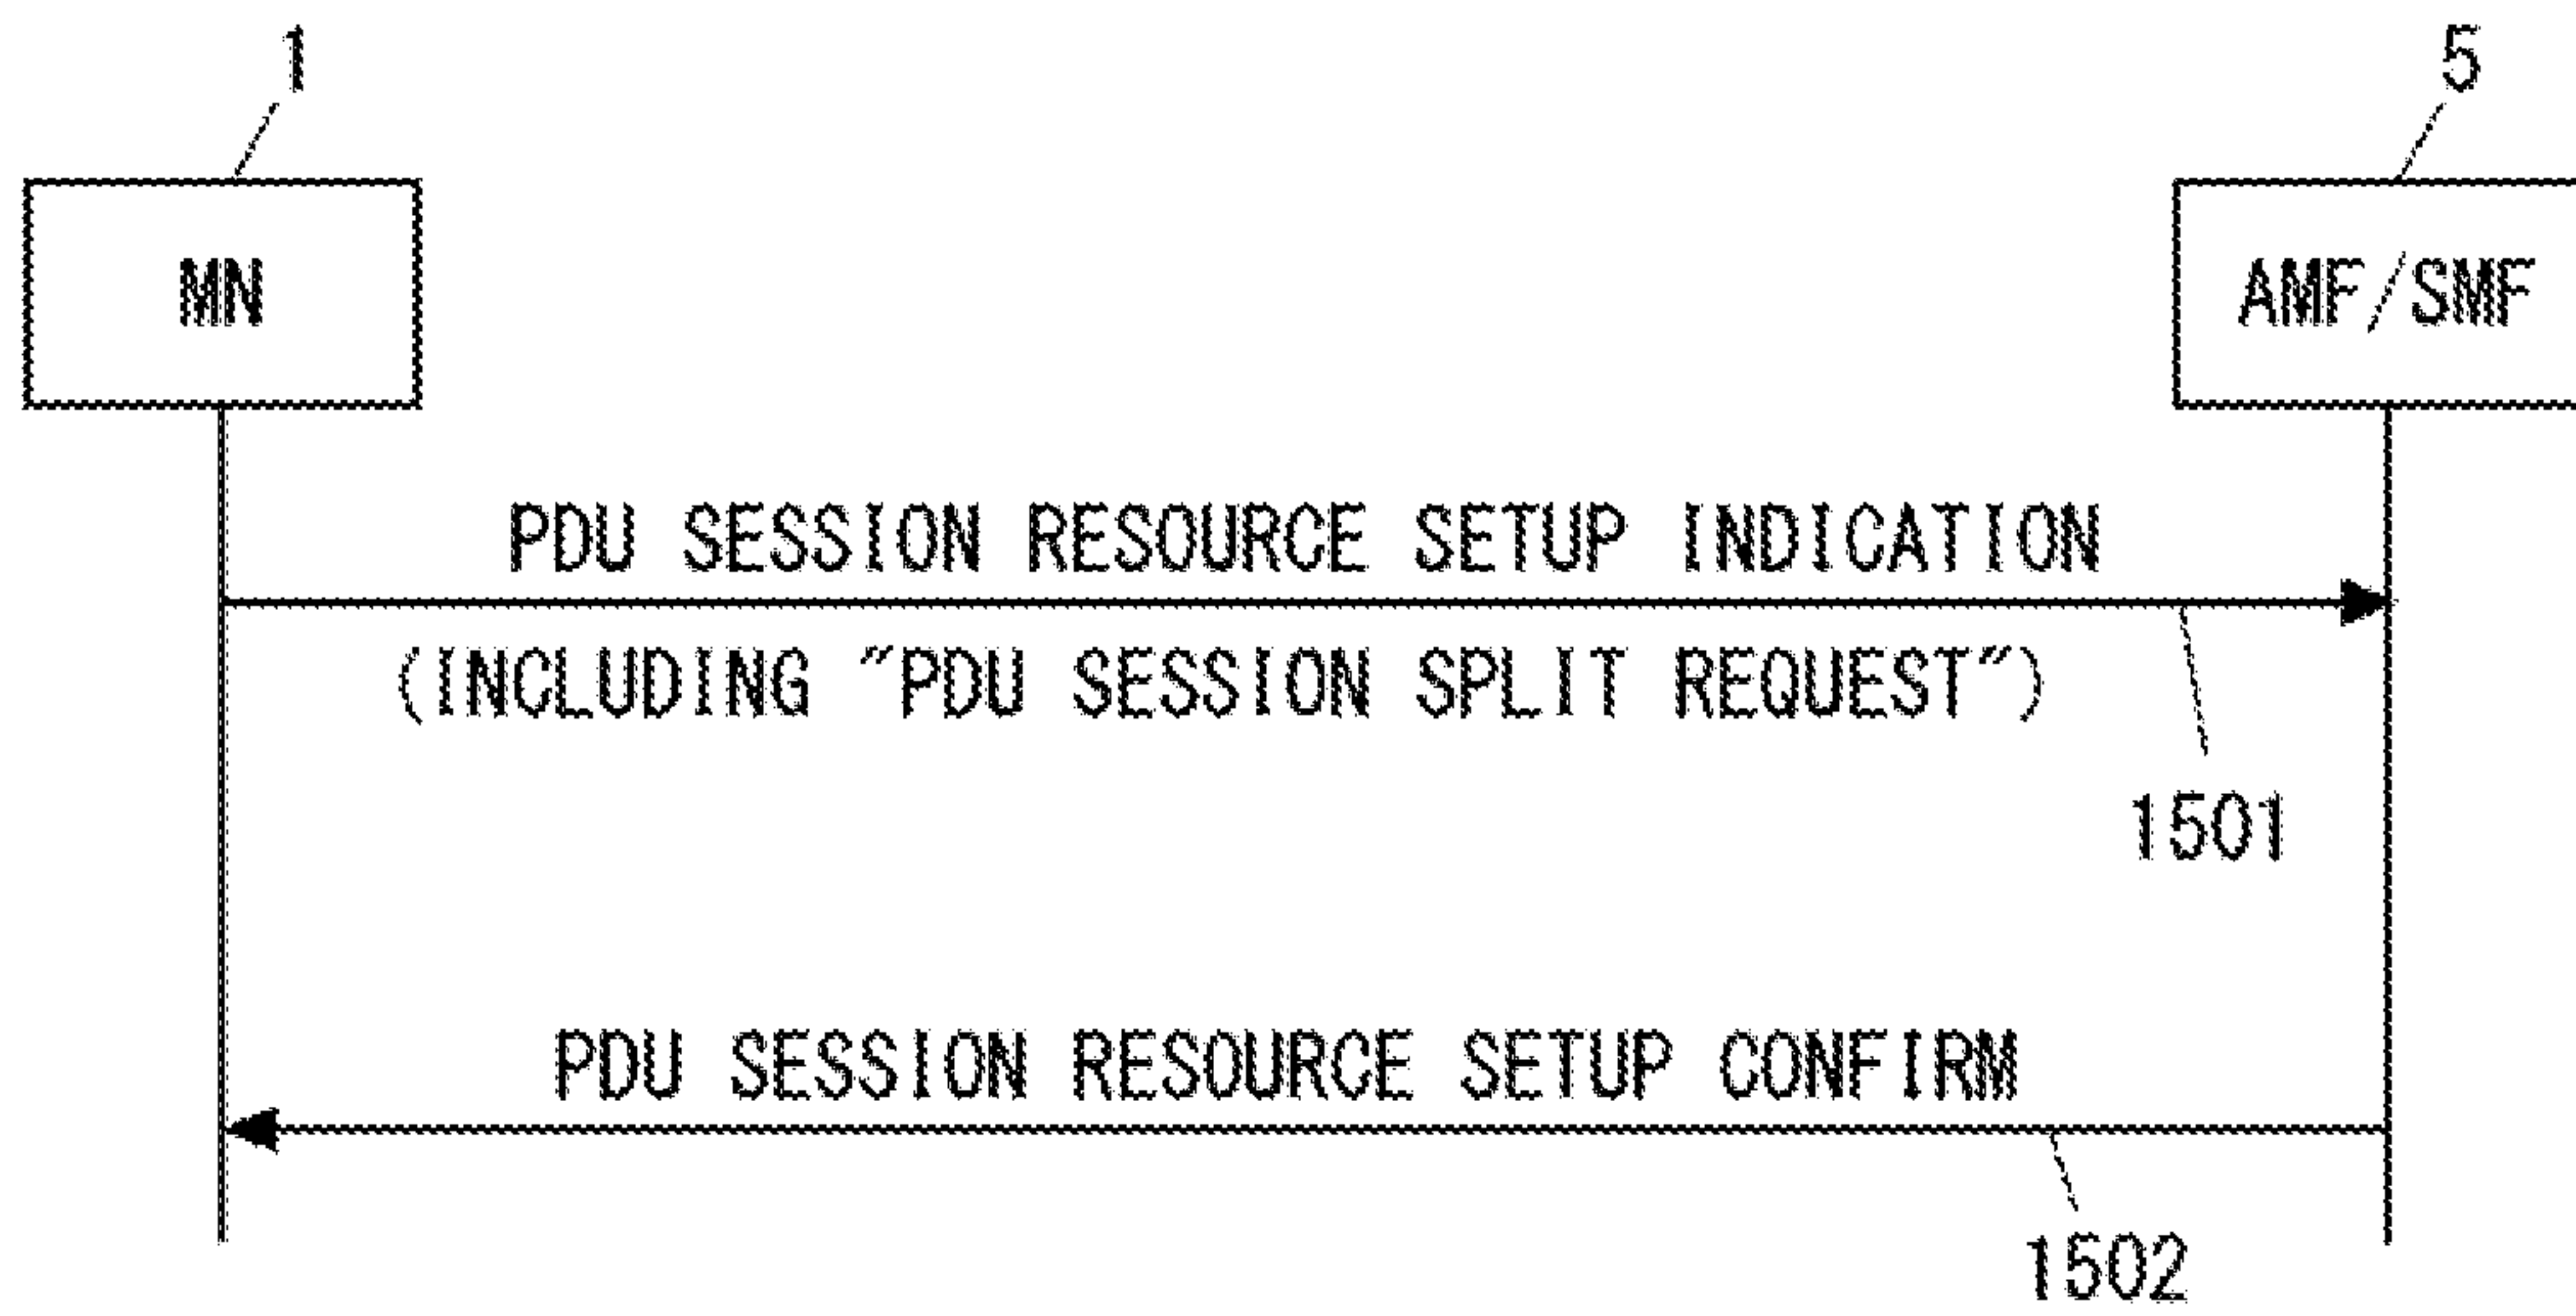 1
5
MN
AMF/SMF
PDU SESSION RESOURCE SETUP INDICATION
(INCLUDING "PDU SESSION SPLIT REQUEST")
1501
PDU SESSION RESOURCE SETUP CONFIRM
1502